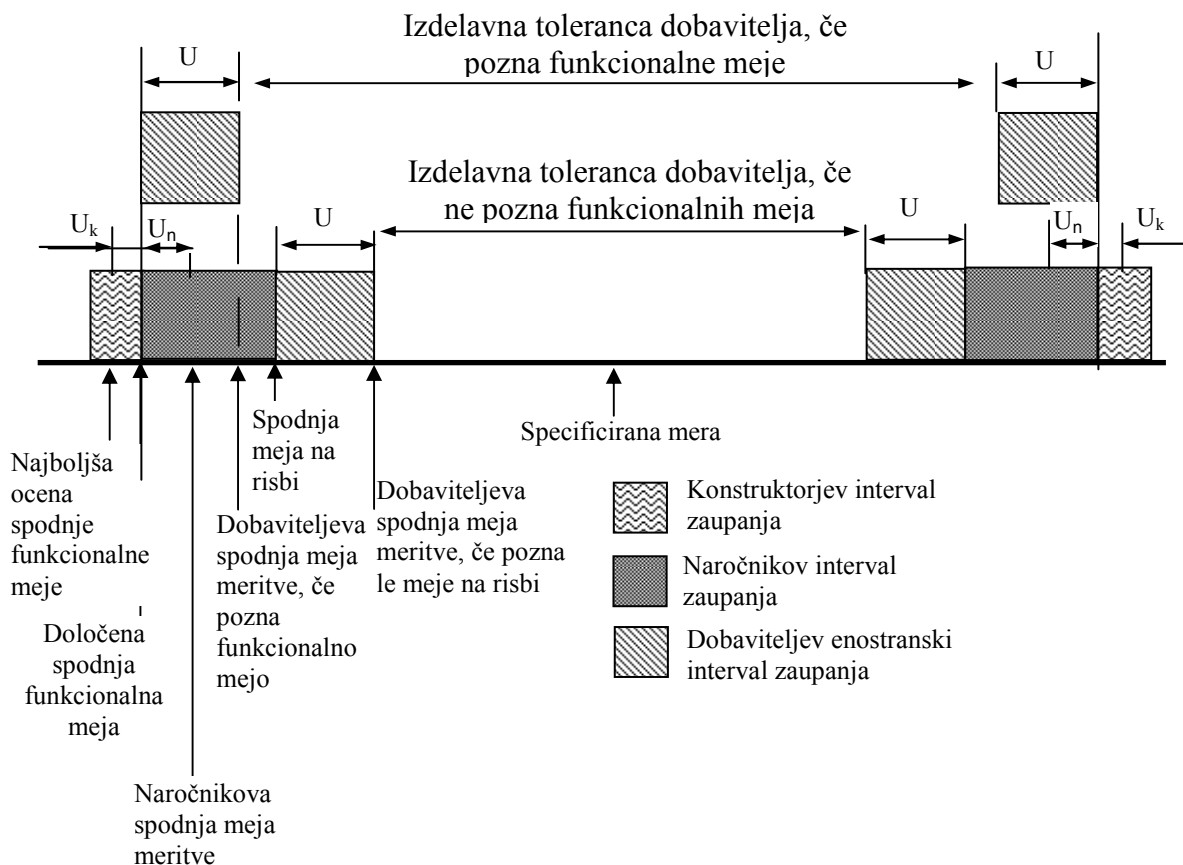 Izdelavna toleranca dobavitelja, če
pozna funkcionalne meje
U
U
Izdelavna toleranca dobavitelja, če
ne pozna funkcionalnih meja
Uk
Un
U
U
Un
Uk
Spodnja
meja na
risbi
Specificirana mera
Najboljša
ocena
spodnje
funkcionalne
meje
Dobaviteljeva
spodnja meja
meritve, če
pozna
funkcionalno
mejo
Dobaviteljeva
spodnja meja
meritve, če pozna
le meje na risbi
Določena
spodnja
funkcionalna
meja
Naročnikova
spodnja meja
meritve
Konstruktorjev interval
zaupanja
Naročnikov interval
zaupanja
Dobaviteljev enostranski
interval zaupanja